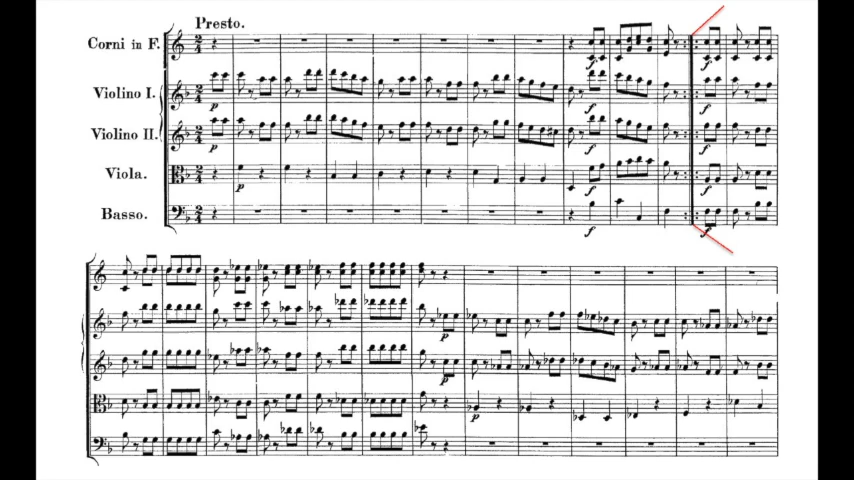 Presto.
Corni in F.
Violino I.
p
Violino II.
p
Viola.
p
Basso.
f
f
f
f
f
f
f
f
f
f
p
p
p